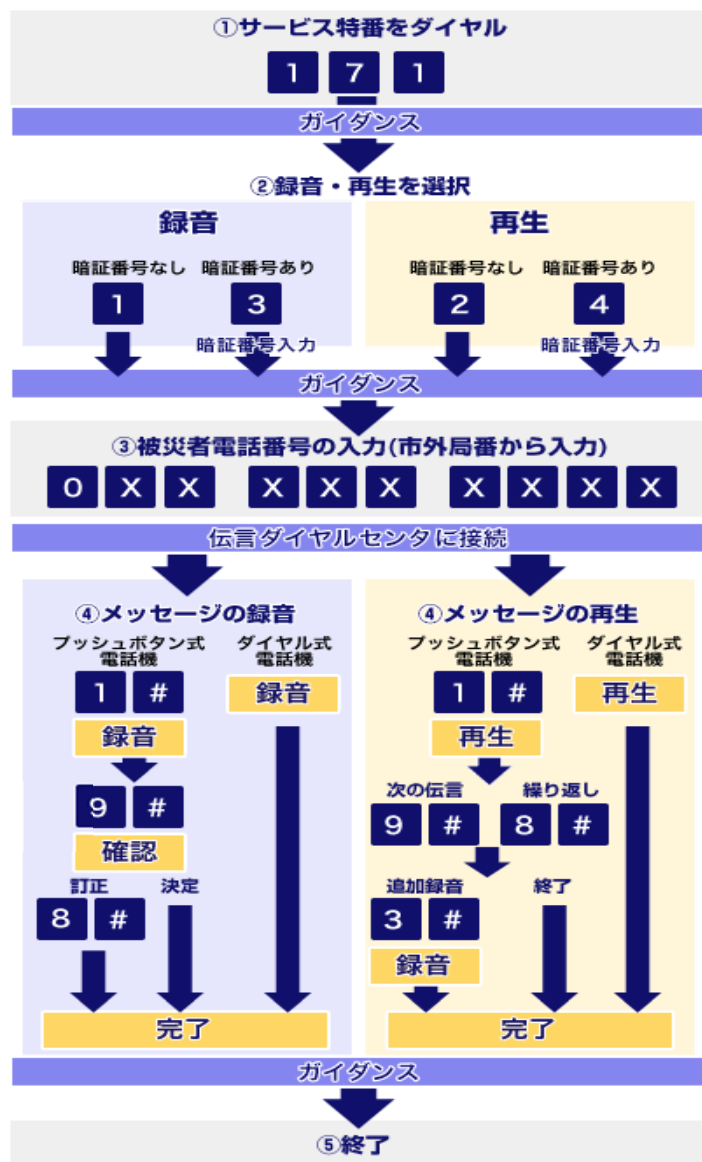 ①サービス特番をダイヤル
1 7 1
ガイダンス
②録音・再生を選択
録音
暗証番号なし 暗証番号あり
1 3
暗証番号入力
再生
暗証番号なし 暗証番号あり
2 4
暗証番号入力
ガイダンス
③被災者電話番号の入力(市外局番から入力)
0 X X X X X X X X X
伝言ダイヤルセンタに接続
④メッセージの録音
プッシュボタン式
電話機
ダイヤル式
電話機
1 #
録音
録音
9 #
確認
訂正 決定
8 #
完了
④メッセージの再生
プッシュボタン式
電話機
ダイヤル式
電話機
1 #
再生
再生
次の伝言 繰り返し
9 # 8 #
追加録音 終了
3 #
録音
完了
ガイダンス
⑤終了